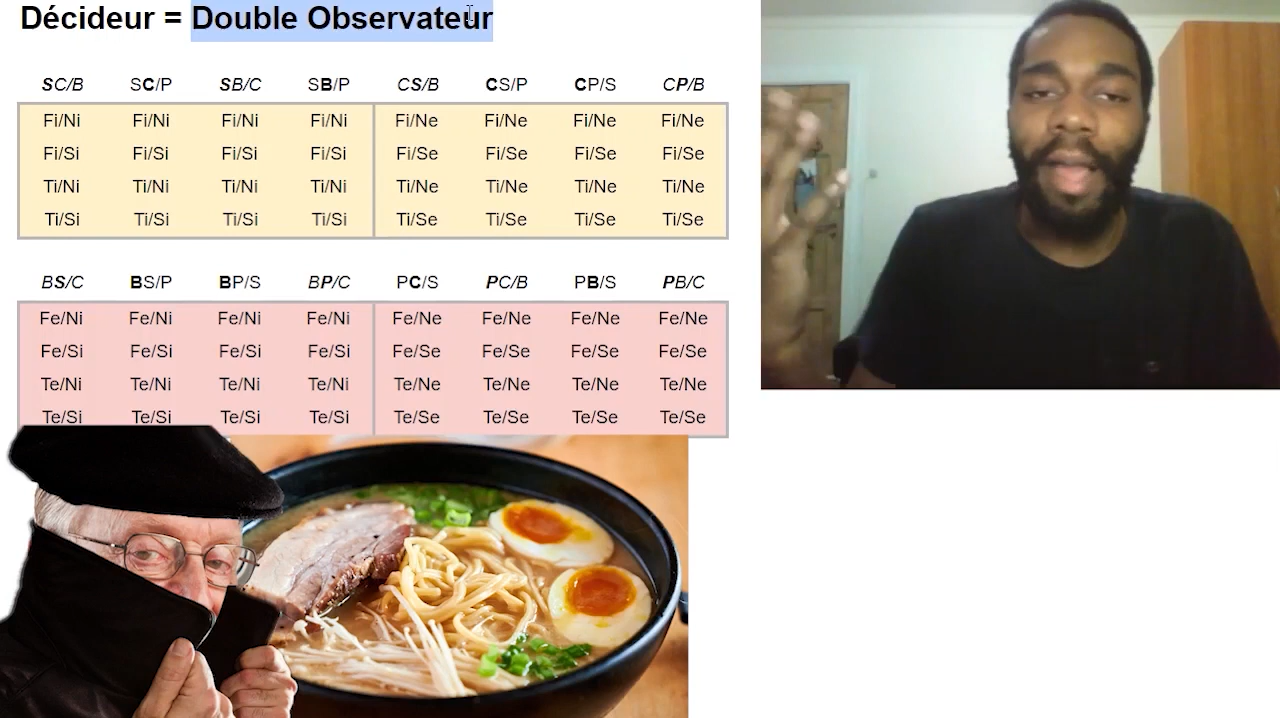 Décideur = Double Observateur
SC/B SC/P SB/C SB/P CS/B CS/P CP/S CP/B
Fi/Ni Fi/Ni Fi/Ni Fi/Ni Fi/Ne Fi/Ne Fi/Ne Fi/Ne
Fi/Si Fi/Si Fi/Si Fi/Si Fi/Se Fi/Se Fi/Se Fi/Se
Ti/Ni Ti/Ni Ti/Ni Ti/Ni Ti/Ne Ti/Ne Ti/Ne Ti/Ne
Ti/Si Ti/Si Ti/Si Ti/Si Ti/Se Ti/Se Ti/Se Ti/Se
BS/C BS/P BP/S BP/C PC/S PC/B PB/S PB/C
Fe/Ni Fe/Ni Fe/Ni Fe/Ni Fe/Ne Fe/Ne Fe/Ne Fe/Ne
Fe/Si Fe/Si Fe/Si Fe/Si Fe/Se Fe/Se Fe/Se Fe/Se
Te/Ni Te/Ni Te/Ni Te/Ni Te/Ne Te/Ne Te/Ne Te/Ne
Te/Si Te/Si Te/Si Te/Si Te/Se Te/Se Te/Se Te/Se